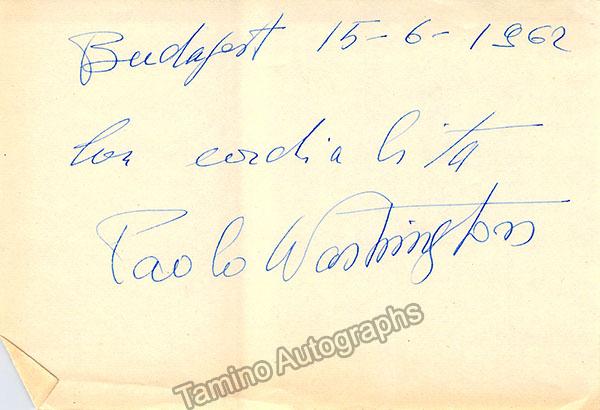 Budapest 15-6-1962
Con cordialità
Paolo Washington
Tamino Autographs